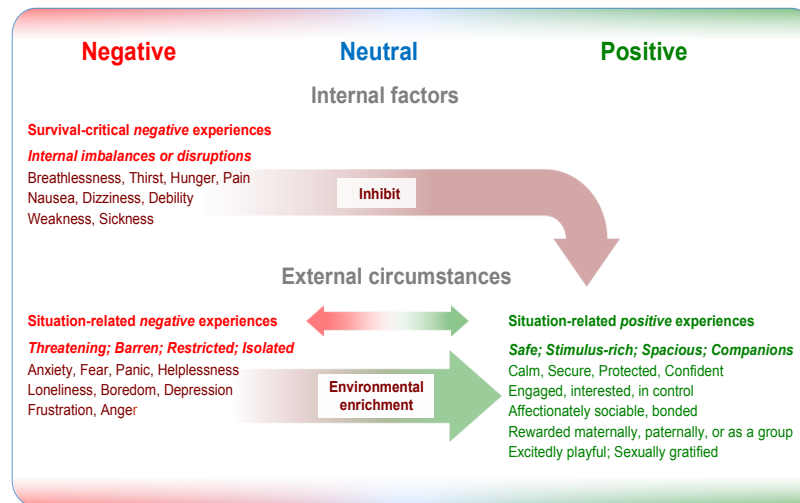 Negative Neutral Positive
Internal factors
Survival-critical negative experiences
Internal imbalances or disruptions
Breathlessness, Thirst, Hunger, Pain
Nausea, Dizziness, Debility
Weakness, Sickness
Inhibit
External circumstances
Situation-related negative experiences
Threatening; Barren; Restricted; Isolated
Anxiety, Fear, Panic, Helplessness
Loneliness, Boredom, Depression
Frustration, Anger
Environmental
enrichment
Situation-related positive experiences
Safe; Stimulus-rich; Spacious; Companions
Calm, Secure, Protected, Confident
Engaged, interested, in control
Affectionately sociable, bonded
Rewarded maternally, paternally, or as a group
Excitedly playful; Sexually gratified